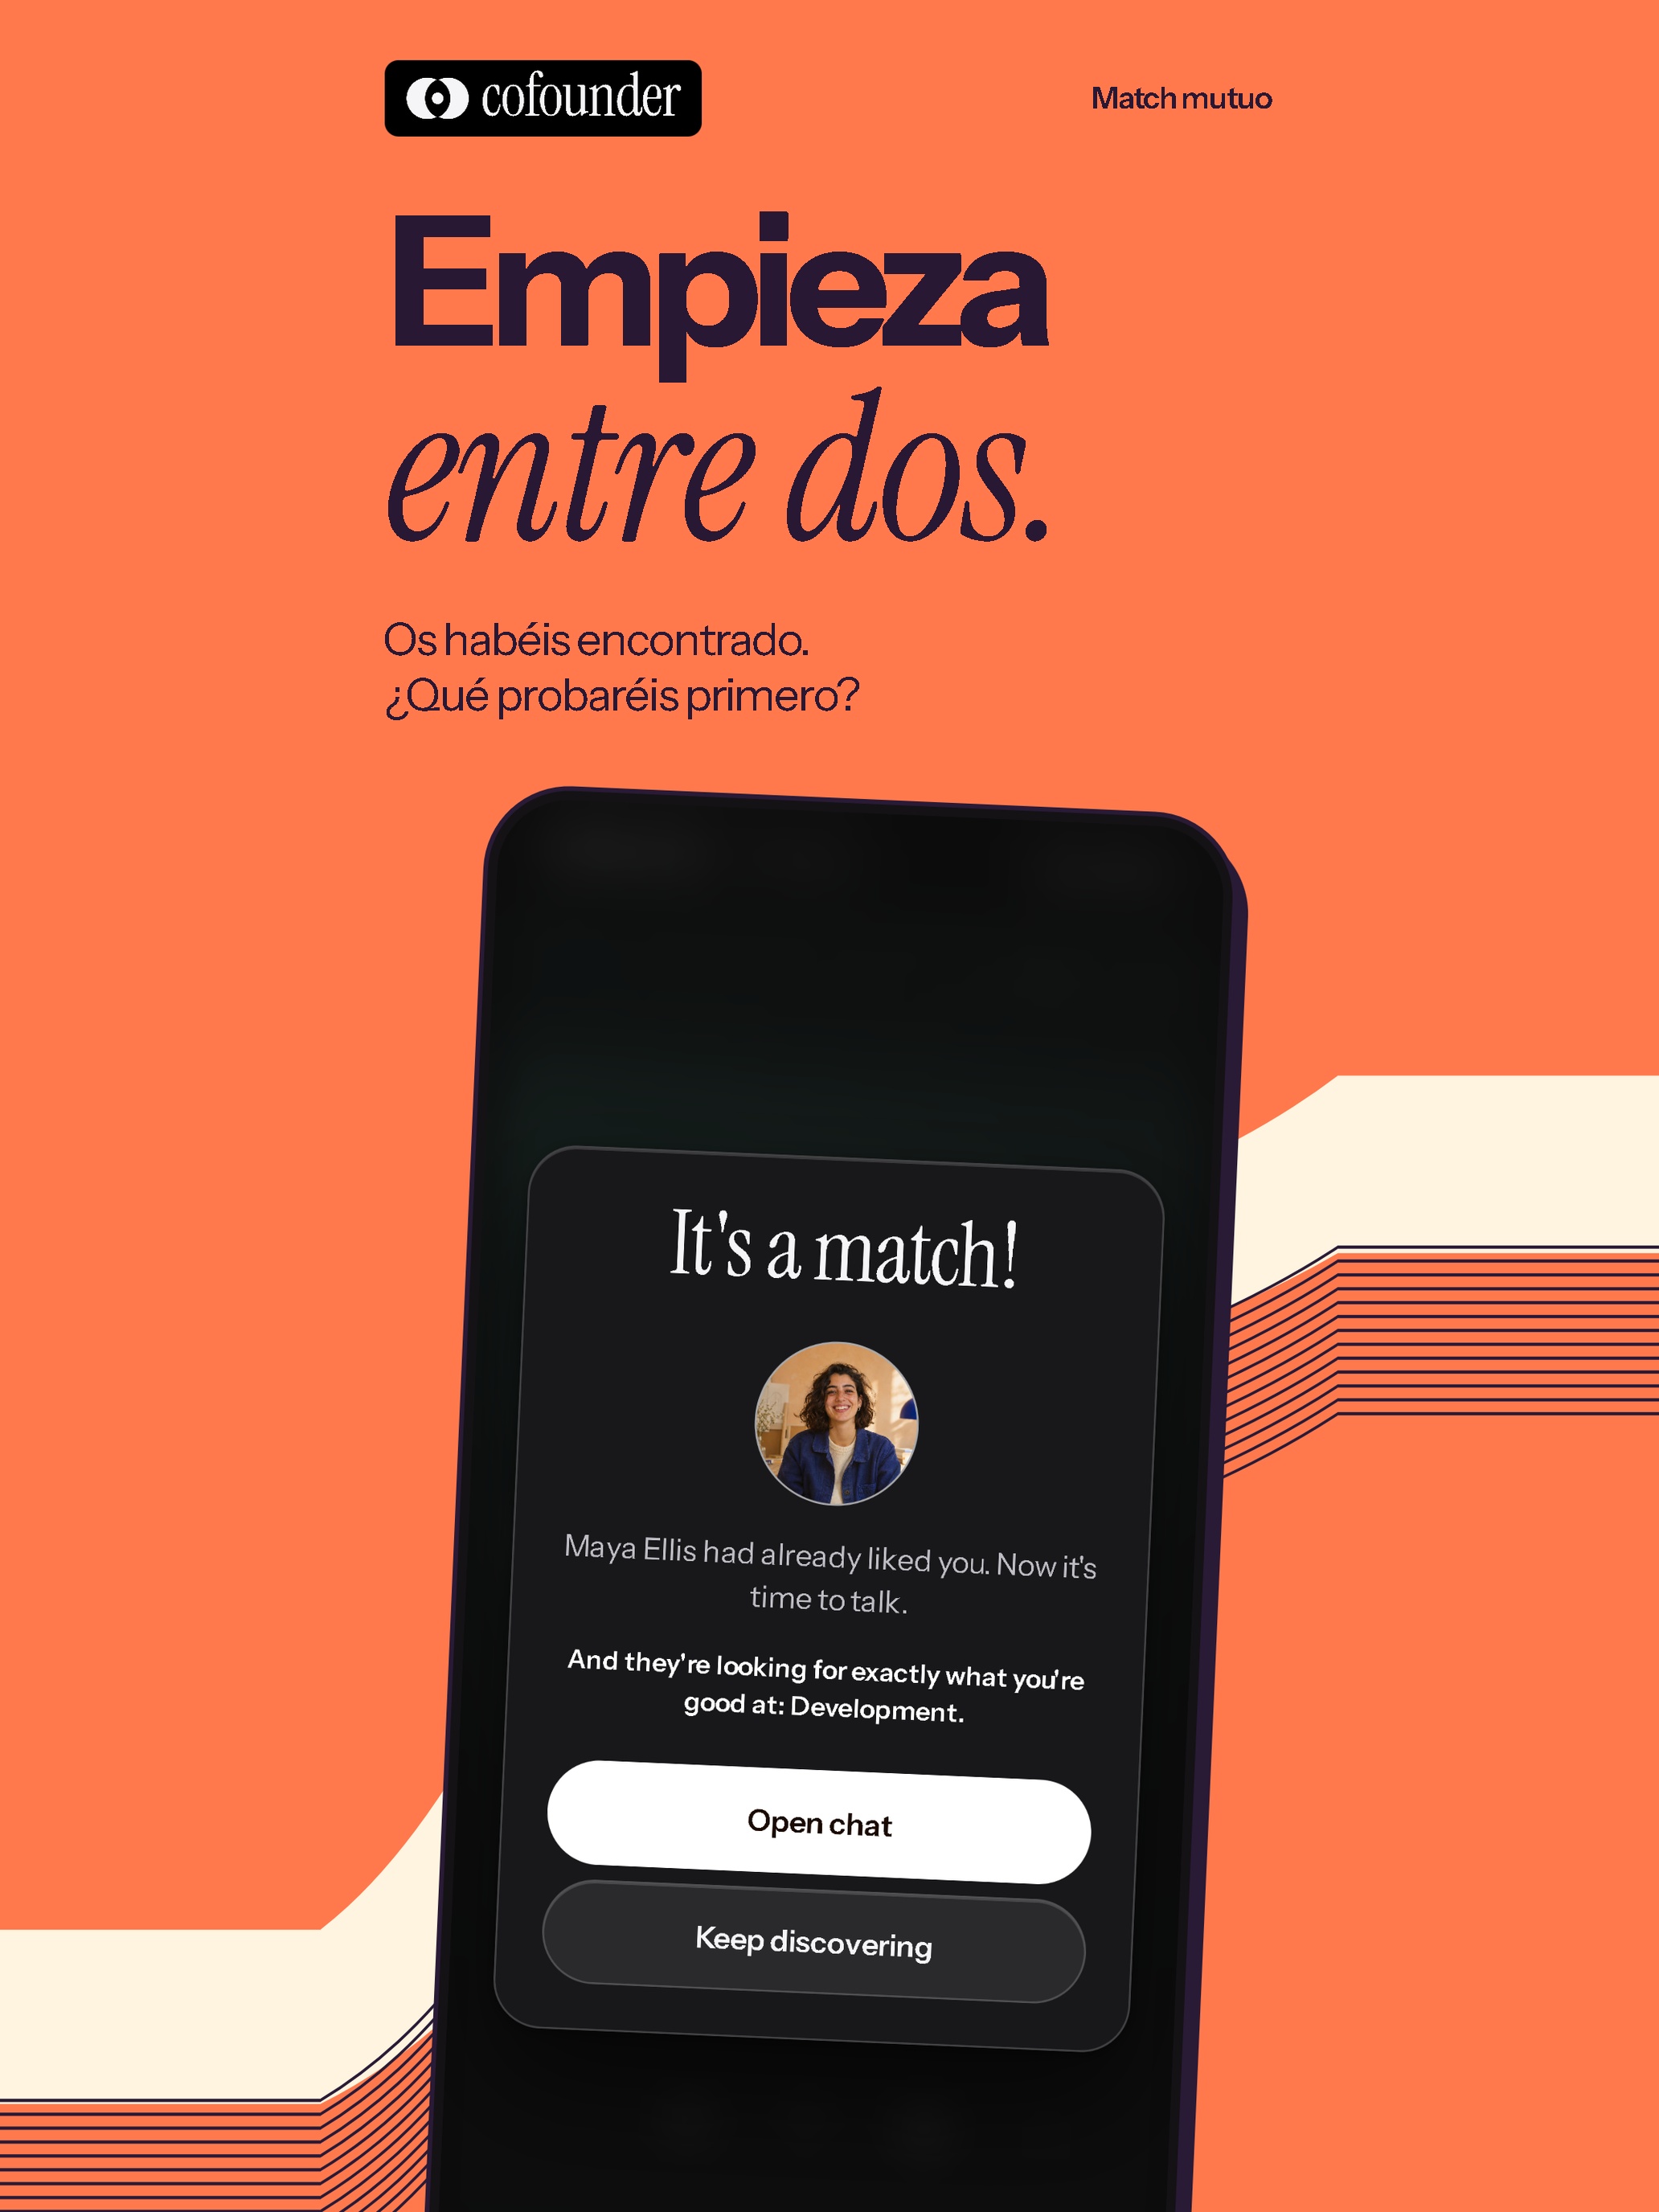 cofounder
Match mutuo
Empieza
entre dos.
Os habéis encontrado.
¿Qué probaréis primero?
It's a match!
Maya Ellis had already liked you. Now it's
time to talk.
And they're looking for exactly what you're
good at: Development.
Open chat
Keep discovering